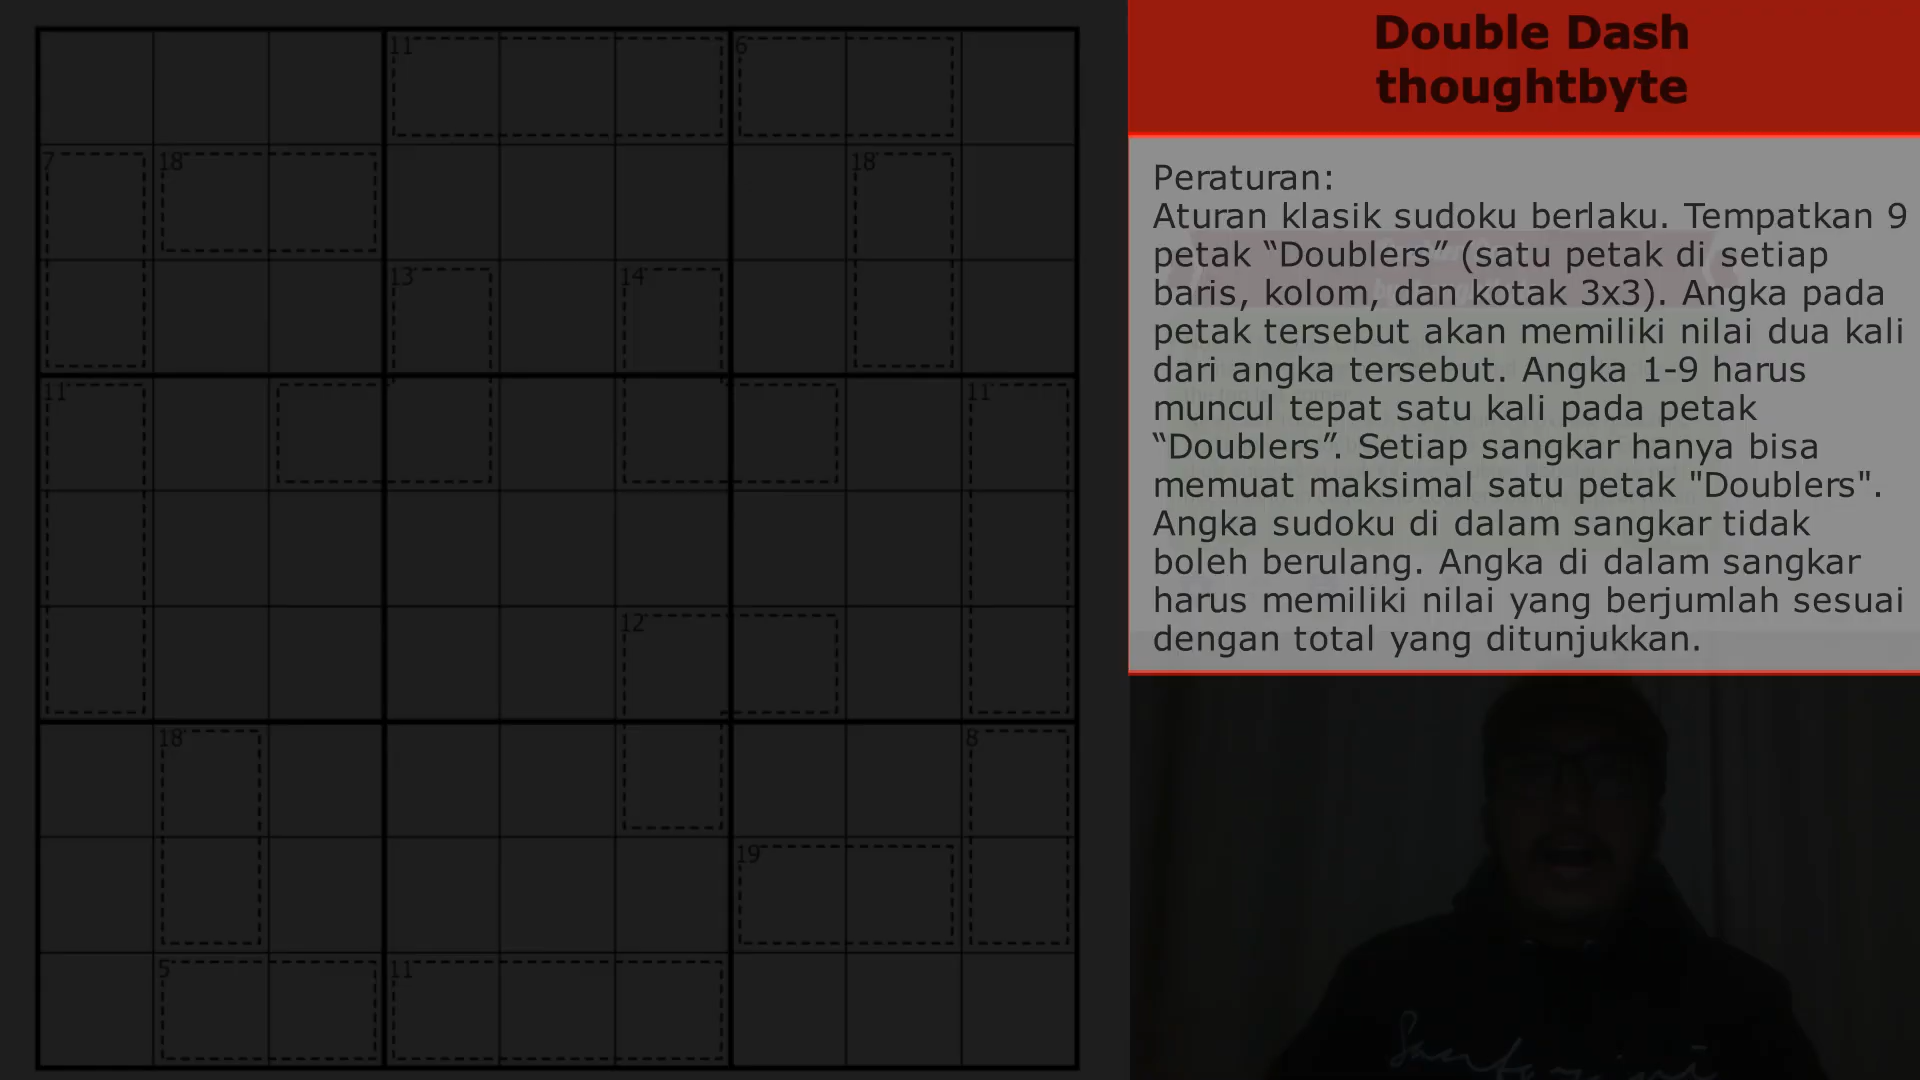 Double Dash
thoughtbyte
Peraturan:
Aturan klasik sudoku berlaku. Tempatkan 9
petak “Doublers” (satu petak di setiap
baris, kolom, dan kotak 3x3). Angka pada
petak tersebut akan memiliki nilai dua kali
dari angka tersebut. Angka 1-9 harus
muncul tepat satu kali pada petak
“Doublers”. Setiap sangkar hanya bisa
memuat maksimal satu petak "Doublers".
Angka sudoku di dalam sangkar tidak
boleh berulang. Angka di dalam sangkar
harus memiliki nilai yang berjumlah sesuai
dengan total yang ditunjukkan.
11 6
7 18 18
13 14
11 11
12
18 8
19
5 11